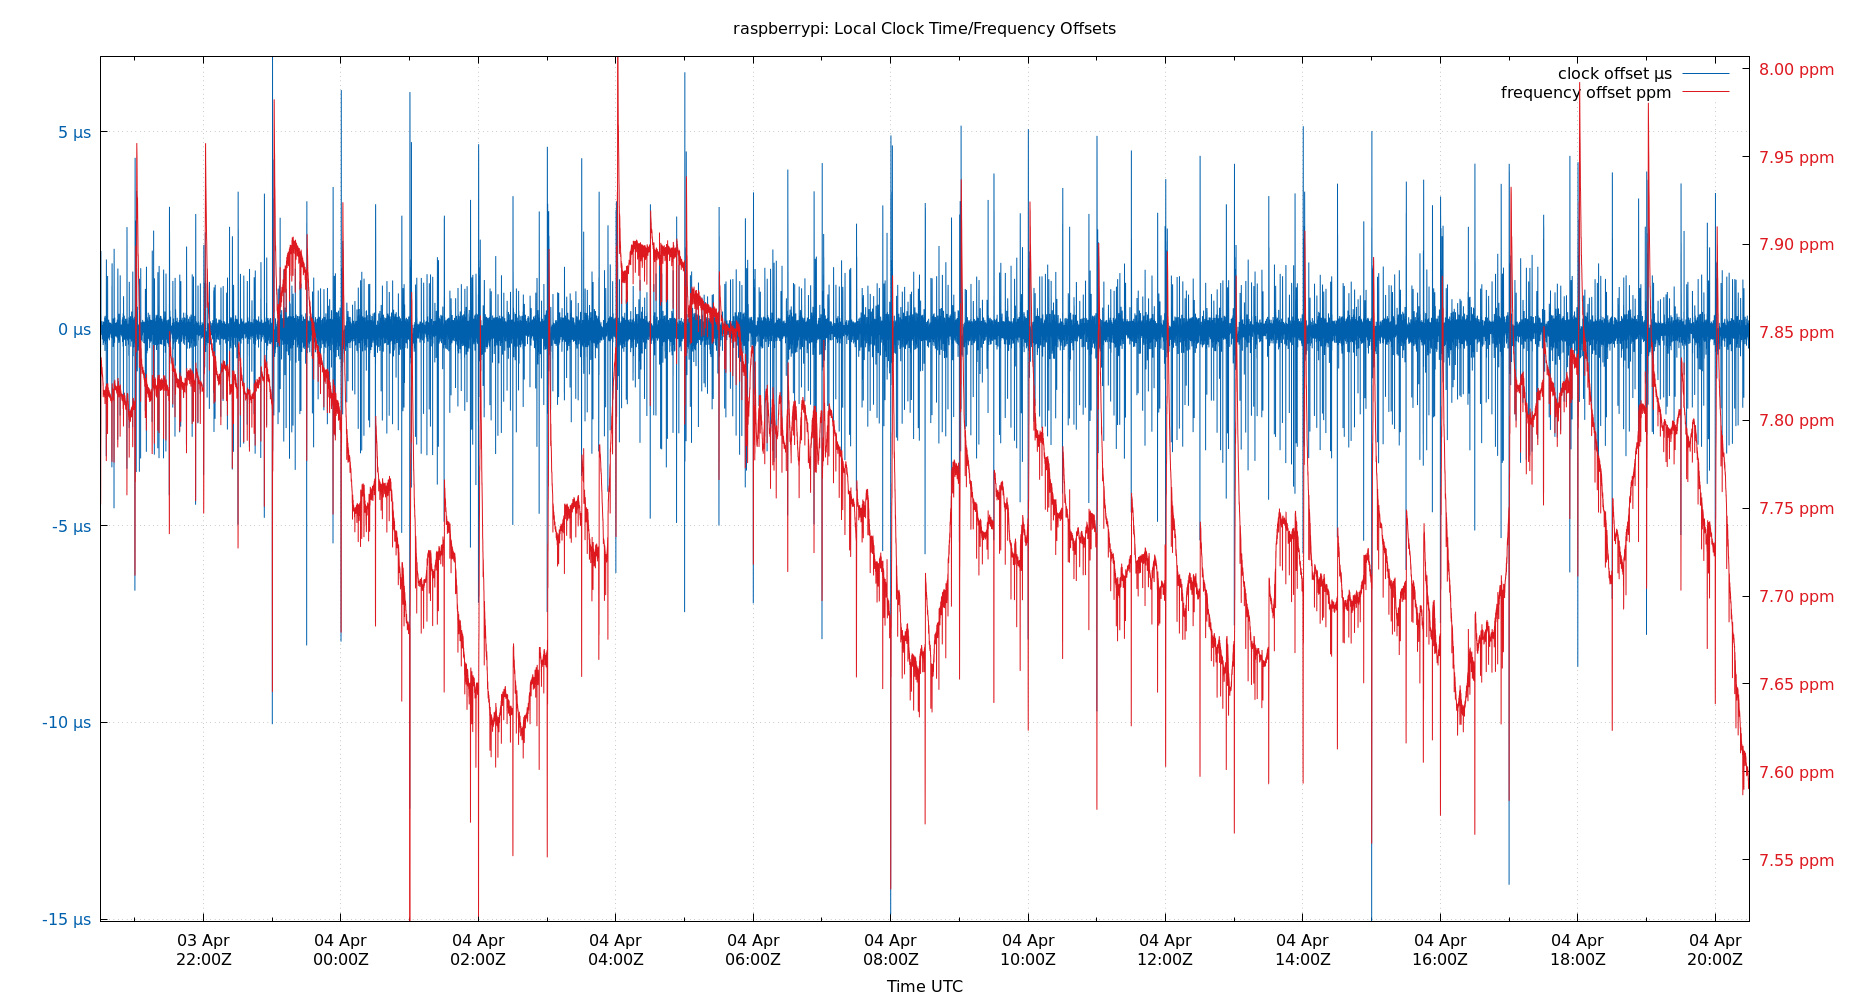 raspberrypi: Local Clock Time/Frequency Offsets
clock offset µs
frequency offset ppm
5 µs
0 µs
-5 µs
-10 µs
-15 µs
8.00 ppm
7.95 ppm
7.90 ppm
7.85 ppm
7.80 ppm
7.75 ppm
7.70 ppm
7.65 ppm
7.60 ppm
7.55 ppm
03 Apr
22:00Z
04 Apr
00:00Z
04 Apr
02:00Z
04 Apr
04:00Z
04 Apr
06:00Z
04 Apr
08:00Z
04 Apr
10:00Z
04 Apr
12:00Z
04 Apr
14:00Z
04 Apr
16:00Z
04 Apr
18:00Z
04 Apr
20:00Z
Time UTC